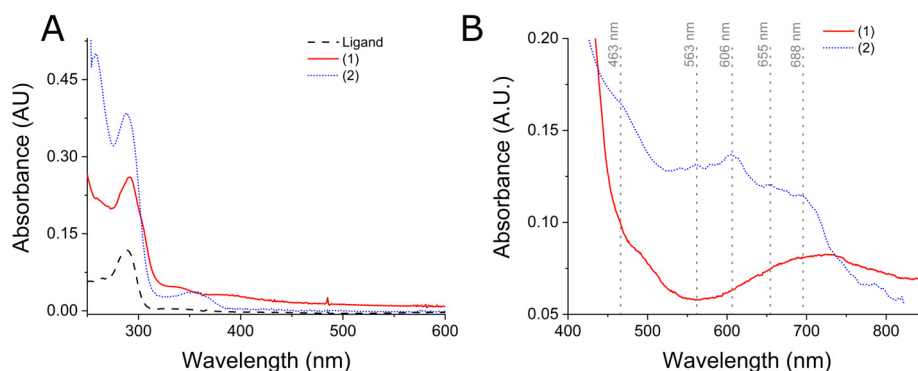 A
Ligand
(1)
(2)
Absorbance (AU)
0.45
0.30
0.15
0.00
300
400
500
600
Wavelength (nm)
B
(1)
(2)
463 nm
563 nm
606 nm
655 nm
688 nm
Absorbance (A.U.)
0.20
0.15
0.10
0.05
400
500
600
700
800
Wavelength (nm)